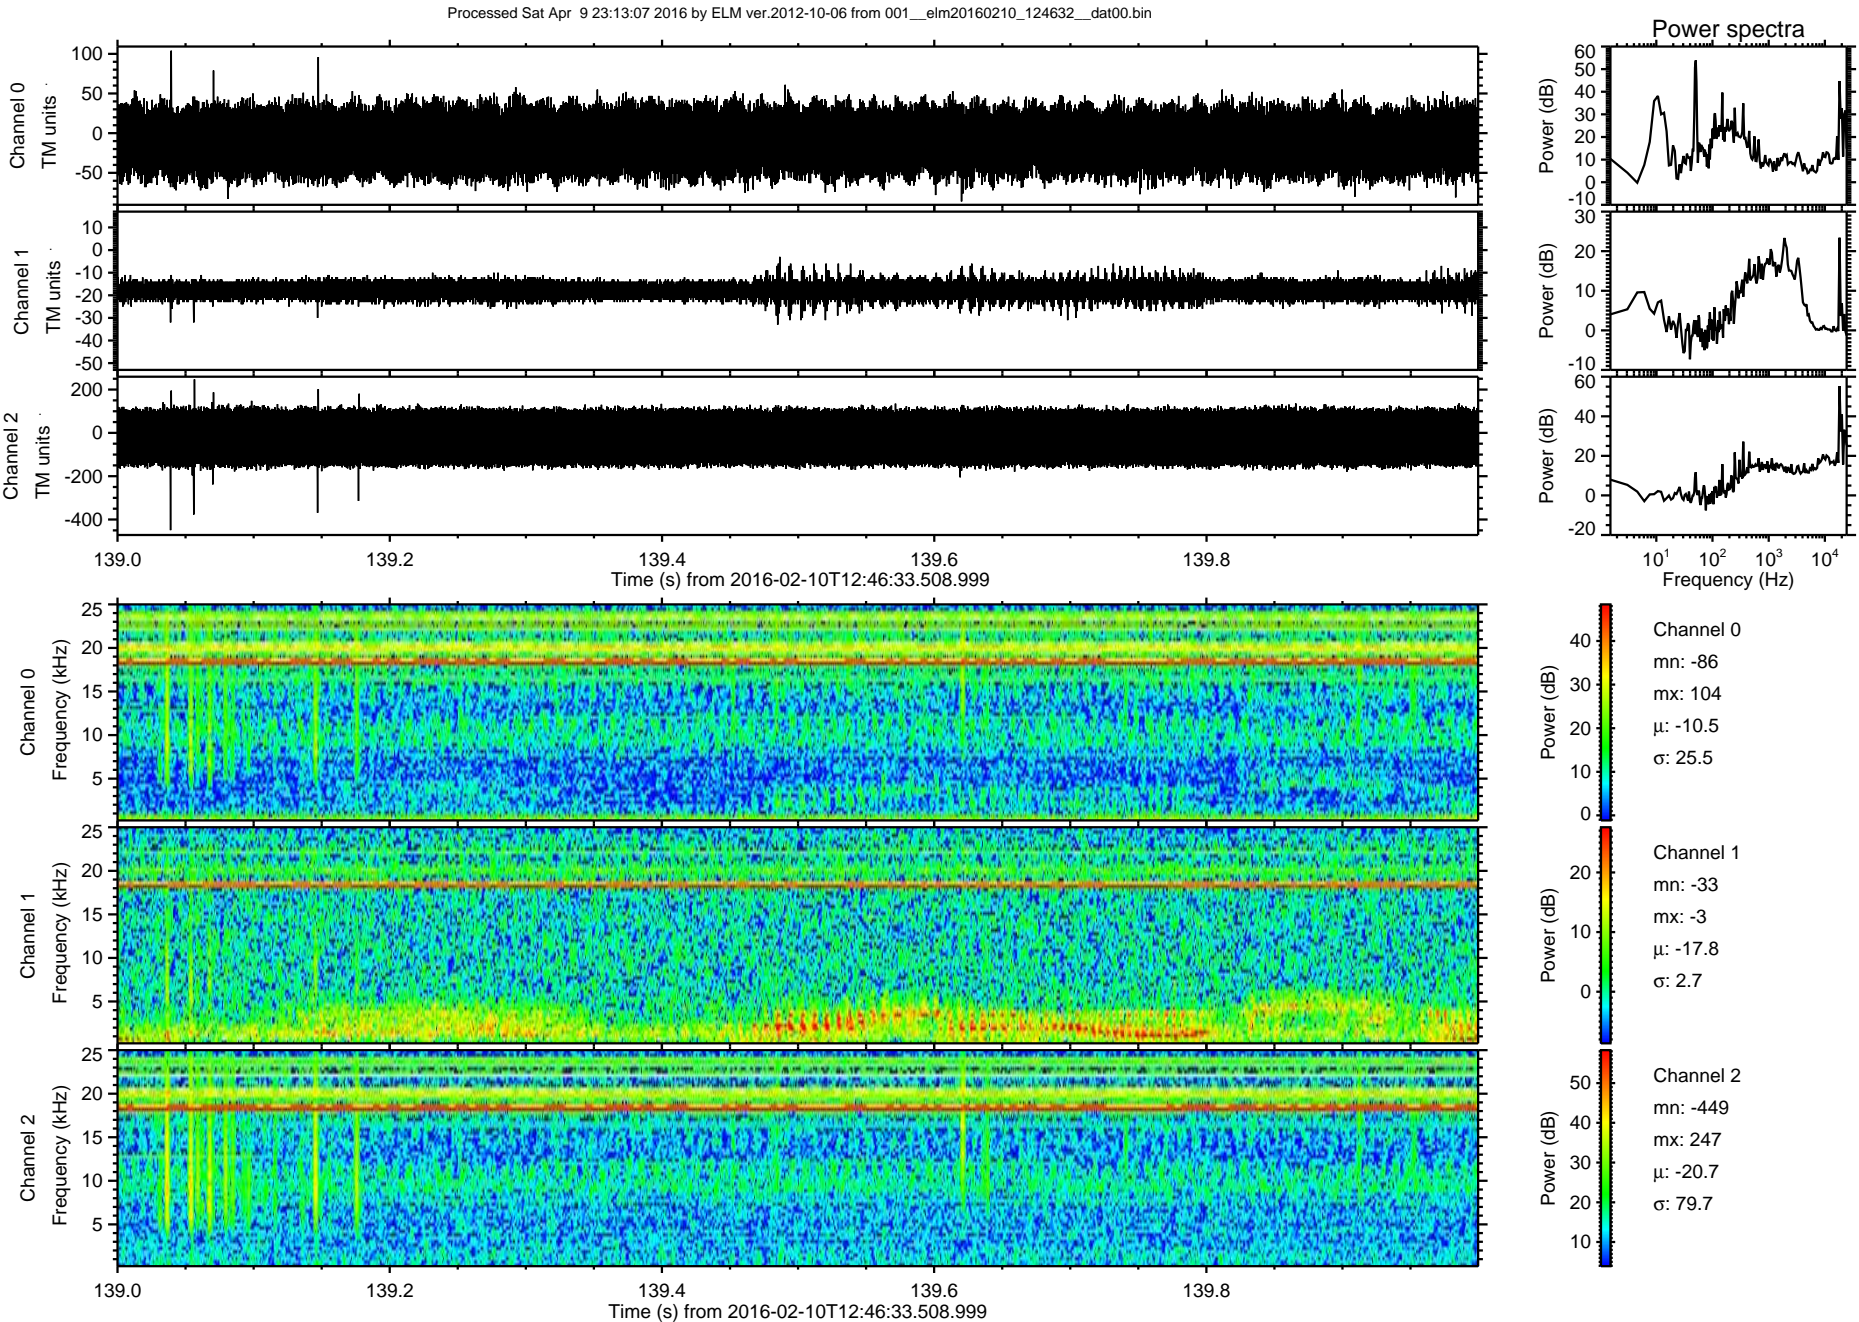 Processed Sat Apr  9 23:13:07 2016 by ELM ver.2012-10-06 from 001__elm20160210_124632__dat00.bin
Power spectra
Channel 0
TM units
100
50
0
-50
Power (dB)
60
50
40
30
20
10
0
-10
Channel 1
TM units
10
0
-10
-20
-30
-40
-50
Power (dB)
30
20
10
0
-10
Channel 2
TM units
200
0
-200
-400
Power (dB)
60
40
20
0
-20
139.0 139.2 139.4 139.6 139.8
Time (s) from 2016-02-10T12:46:33.508.999
10^1 10^2 10^3 10^4
Frequency (Hz)
Channel 0
Frequency (kHz)
25
20
15
10
5
Power (dB)
40
30
20
10
0
Channel 0
mn: -86
mx: 104
μ: -10.5
σ: 25.5
Channel 1
Frequency (kHz)
25
20
15
10
5
Power (dB)
20
10
0
Channel 1
mn: -33
mx: -3
μ: -17.8
σ: 2.7
Channel 2
Frequency (kHz)
25
20
15
10
5
Power (dB)
50
40
30
20
10
Channel 2
mn: -449
mx: 247
μ: -20.7
σ: 79.7
139.0 139.2 139.4 139.6 139.8
Time (s) from 2016-02-10T12:46:33.508.999